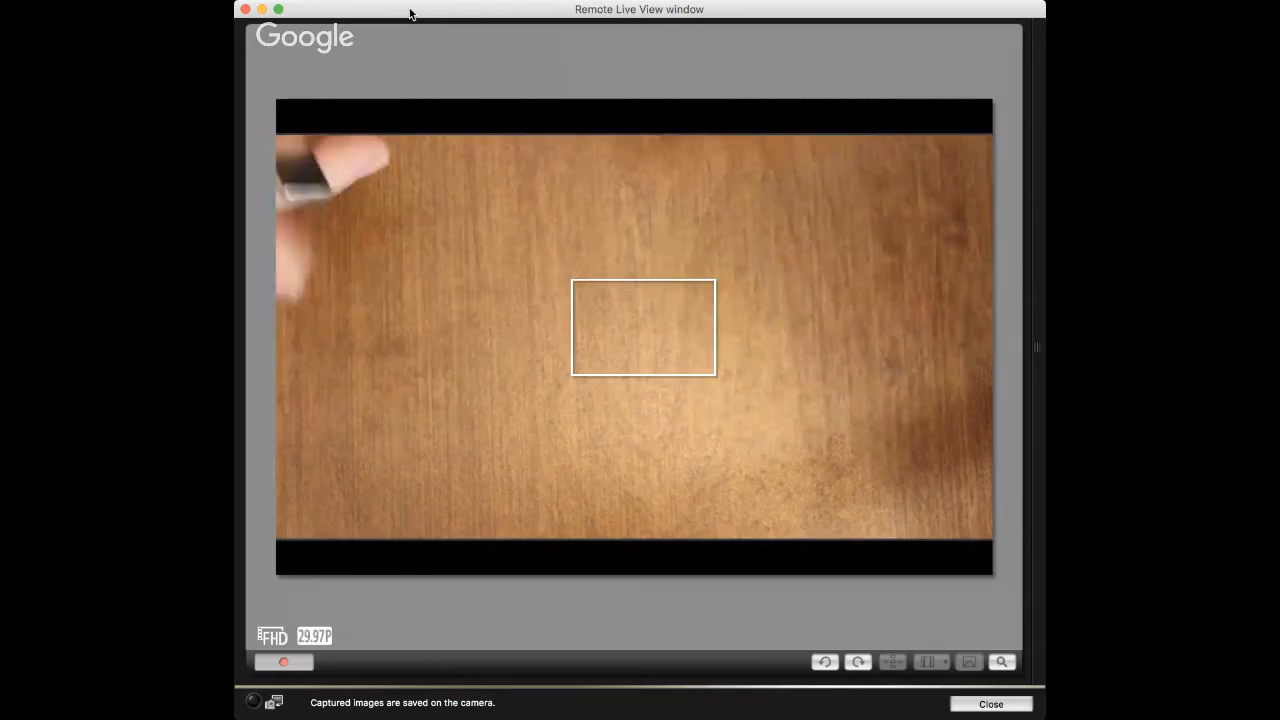 Remote Live View window
Google
FHD 29.97P
Captured images are saved on the camera.
Close